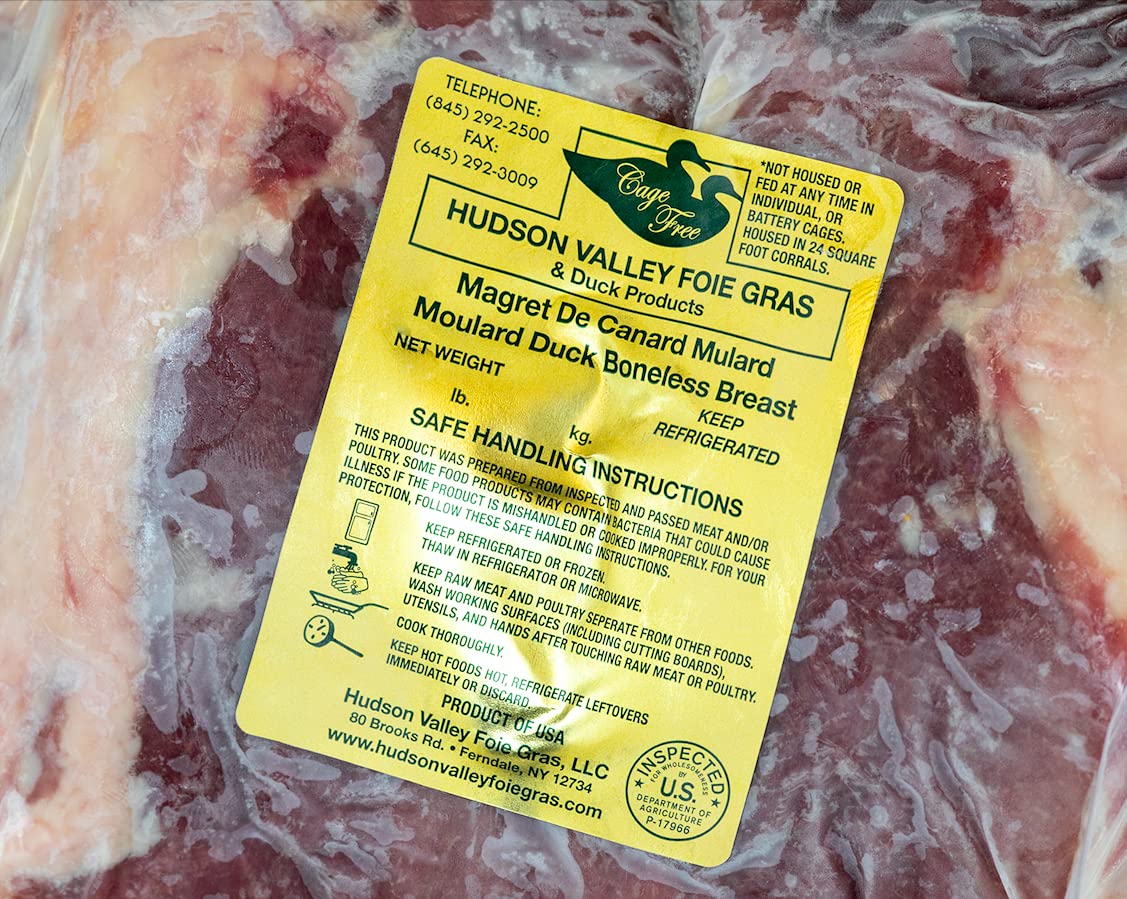 TELEPHONE:
(845) 292-2500
FAX:
(645) 292-3009
Cage
Free
*NOT HOUSED OR
FED AT ANY TIME IN
INDIVIDUAL, OR
BATTERY CAGES.
HOUSED IN 24 SQUARE
FOOT CORRALS.
HUDSON VALLEY FOIE GRAS
& Duck Products
Magret De Canard Mulard
Moulard Duck Boneless Breast
NET WEIGHT
lb.
kg.
KEEP
REFRIGERATED
SAFE HANDLING INSTRUCTIONS
THIS PRODUCT WAS PREPARED FROM INSPECTED AND PASSED MEAT AND/OR
POULTRY. SOME FOOD PRODUCTS MAY CONTAIN BACTERIA THAT COULD CAUSE
ILLNESS IF THE PRODUCT IS MISHANDLED OR COOKED IMPROPERLY. FOR YOUR
PROTECTION, FOLLOW THESE SAFE HANDLING INSTRUCTIONS.
KEEP REFRIGERATED OR FROZEN.
THAW IN REFRIGERATOR OR MICROWAVE.
KEEP RAW MEAT AND POULTRY SEPERATE FROM OTHER FOODS.
WASH WORKING SURFACES (INCLUDING CUTTING BOARDS),
UTENSILS, AND HANDS AFTER TOUCHING RAW MEAT OR POULTRY.
COOK THOROUGHLY.
KEEP HOT FOODS HOT, REFRIGERATE LEFTOVERS
IMMEDIATELY OR DISCARD.
PRODUCT OF USA
Hudson Valley Foie Gras, LLC
80 Brooks Rd. • Ferndale, NY 12734
www.hudsonvalleyfoiegras.com
INSPECTED
FOR WHOLESOMENESS
BY
U.S.
DEPARTMENT OF
AGRICULTURE
P-17966